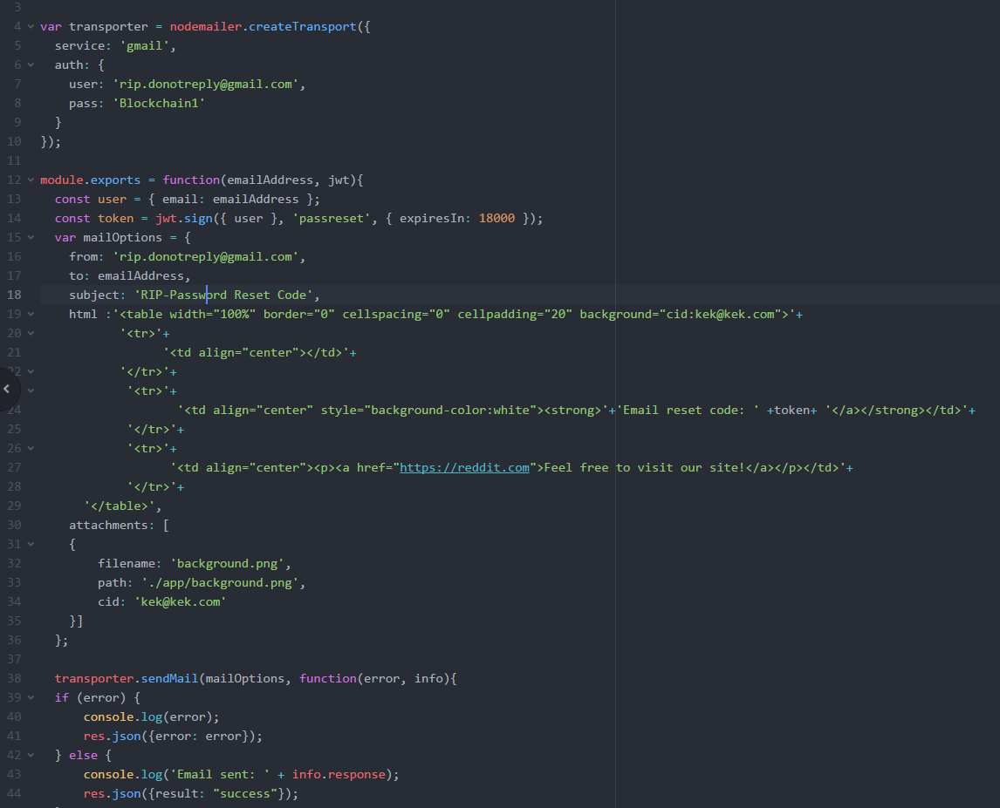 3
4 var transporter = nodemailer.createTransport({
5 service: 'gmail',
6 auth: {
7 user: 'rip.donotreply@gmail.com',
8 pass: 'Blockchain1'
9 }
10 });
11
12 module.exports = function(emailAddress, jwt){
13 const user = { email: emailAddress };
14 const token = jwt.sign({ user }, 'passreset', { expiresIn: 18000 });
15 var mailOptions = {
16 from: 'rip.donotreply@gmail.com',
17 to: emailAddress,
18 subject: 'RIP-Password Reset Code',
19 html :'<table width="100%" border="0" cellspacing="0" cellpadding="20" background="cid:kek@kek.com">'+
20 '<tr>'+
21 '<td align="center"></td>'+
22 '</tr>'+
'<tr>'+
24 '<td align="center" style="background-color:white"><strong>'+'Email reset code: ' +token+ '</a></strong></td>'+
25 '</tr>'+
26 '<tr>'+
27 '<td align="center"><p><a href="https://reddit.com">Feel free to visit our site!</a></p></td>'+
28 '</tr>'+
29 '</table>',
30 attachments: [
31 {
32 filename: 'background.png',
33 path: './app/background.png',
34 cid: 'kek@kek.com'
35 }]
36 };
37
38 transporter.sendMail(mailOptions, function(error, info){
39 if (error) {
40 console.log(error);
41 res.json({error: error});
42 } else {
43 console.log('Email sent: ' + info.response);
44 res.json({result: "success"});